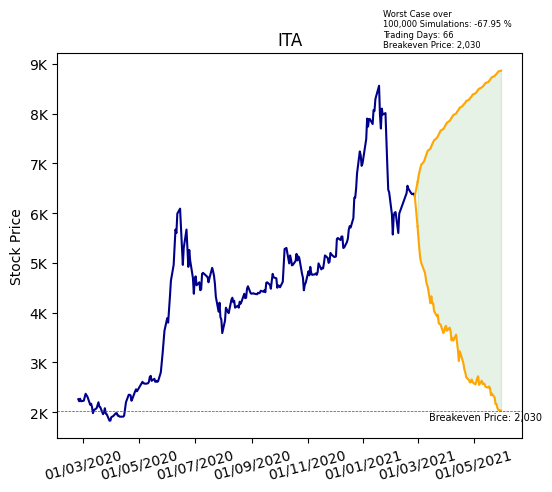 Worst Case over
100,000 Simulations: -67.95 %
Trading Days: 66
Breakeven Price: 2,030
ITA
9K
8K
7K
6K
5K
4K
3K
2K
Stock Price
Breakeven Price: 2,030
01/03/2020
01/05/2020
01/07/2020
01/09/2020
01/11/2020
01/01/2021
01/03/2021
01/05/2021